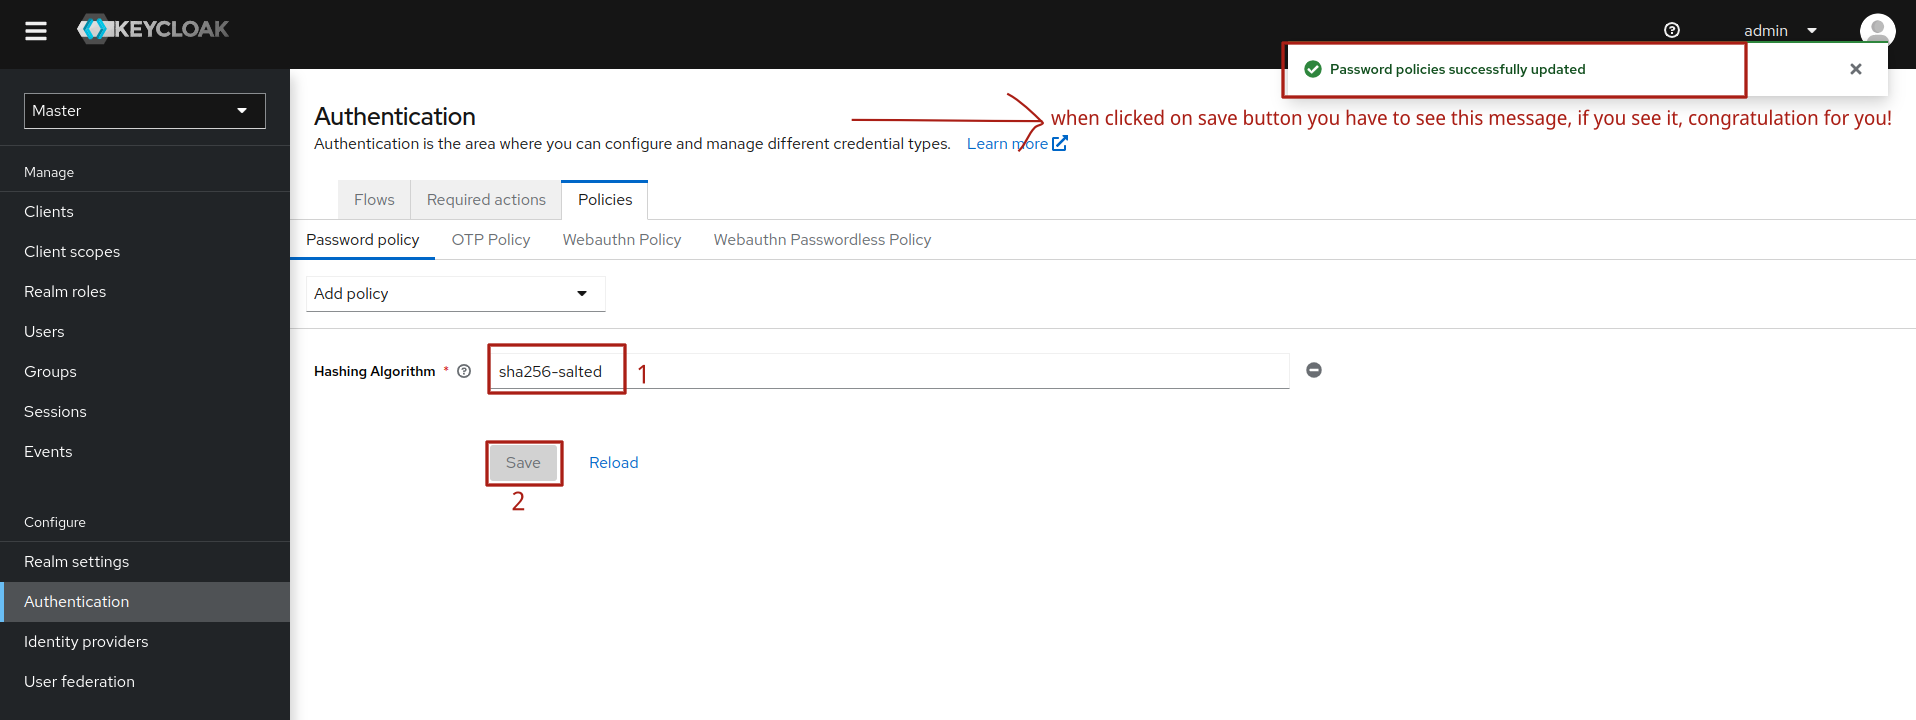 KEYCLOAK
admin
Password policies successfully updated
Master
Authentication
when clicked on save button you have to see this message, if you see it, congratulation for you!
Authentication is the area where you can configure and manage different credential types. Learn more
Manage
Flows Required actions Policies
Clients
Password policy OTP Policy Webauthn Policy Webauthn Passwordless Policy
Client scopes
Realm roles
Add policy
Users
Groups
Hashing Algorithm * sha256-salted 1
Sessions
Events
Save Reload
2
Configure
Realm settings
Authentication
Identity providers
User federation